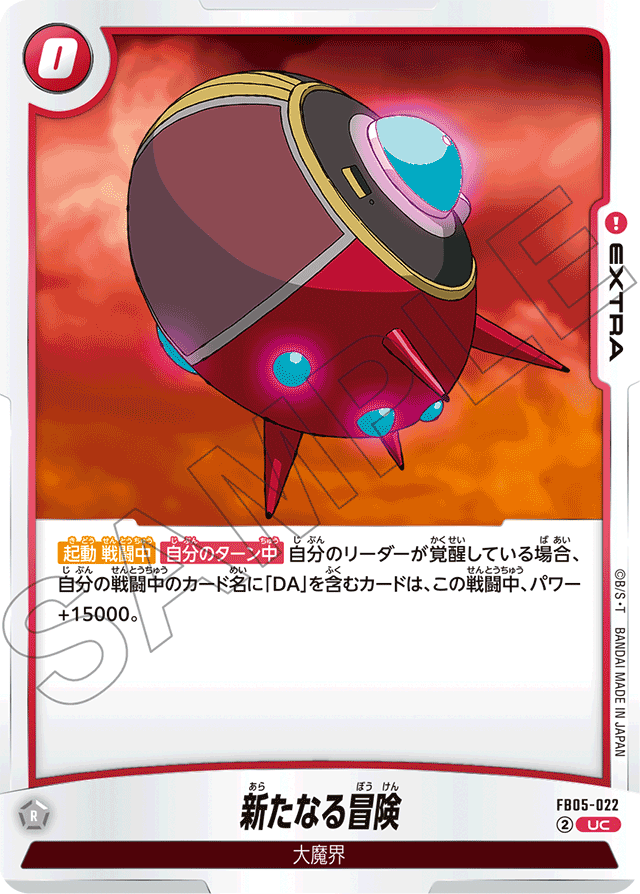 0
! EXTRA
起動 戦闘中 自分のターン中 自分のリーダーが覚醒している場合、
自分の戦闘中のカード名に「DA」を含むカードは、この戦闘中、パワー
+15000。
SAMPLE
©B/S・T BANDAI MADE IN JAPAN
R
新たなる冒険
FB05-022
② UC
大魔界